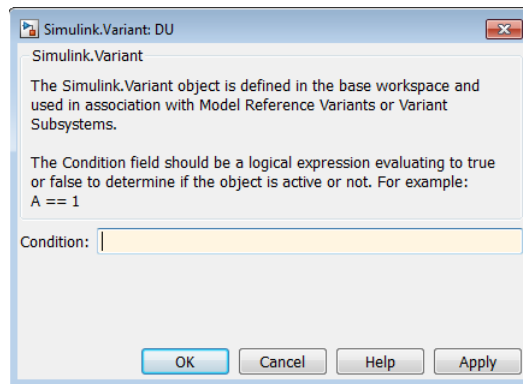 Simulink.Variant: DU
Simulink.Variant
The Simulink.Variant object is defined in the base workspace and
used in association with Model Reference Variants or Variant
Subsystems.
The Condition field should be a logical expression evaluating to true
or false to determine if the object is active or not. For example:
A == 1
Condition:
OK Cancel Help Apply